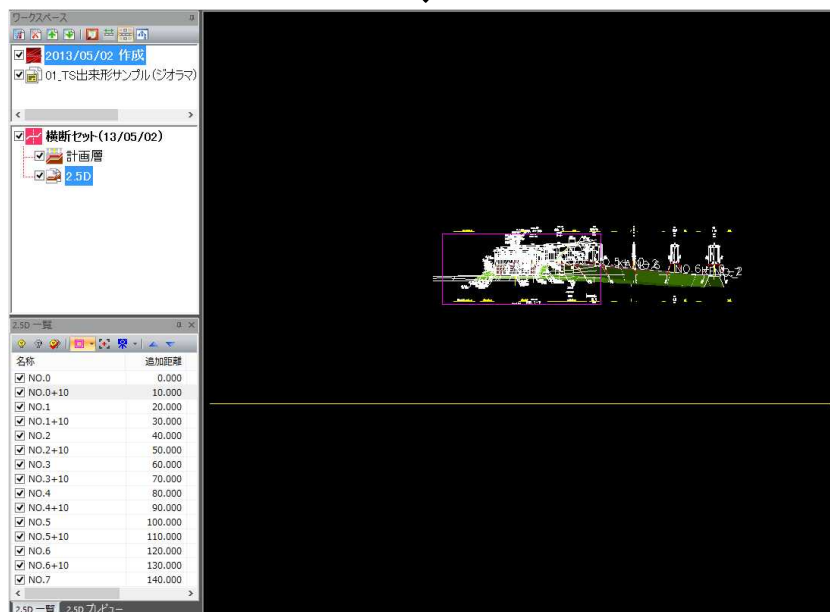 ワークスペース
2013/05/02 作成
01_TS出来形サンプル(ジオラマ)
横断セット(13/05/02)
計画層
2.5D
2.5D 一覧
名称 追加距離
NO.0 0.000
NO.0+10 10.000
NO.1 20.000
NO.1+10 30.000
NO.2 40.000
NO.2+10 50.000
NO.3 60.000
NO.3+10 70.000
NO.4 80.000
NO.4+10 90.000
NO.5 100.000
NO.5+10 110.000
NO.6 120.000
NO.6+10 130.000
NO.7 140.000
2.5D 一覧 2.5D プレビュー